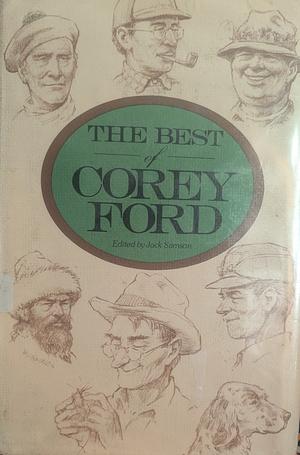 THE BEST
of
COREY
FORD
Edited by Jack Samson